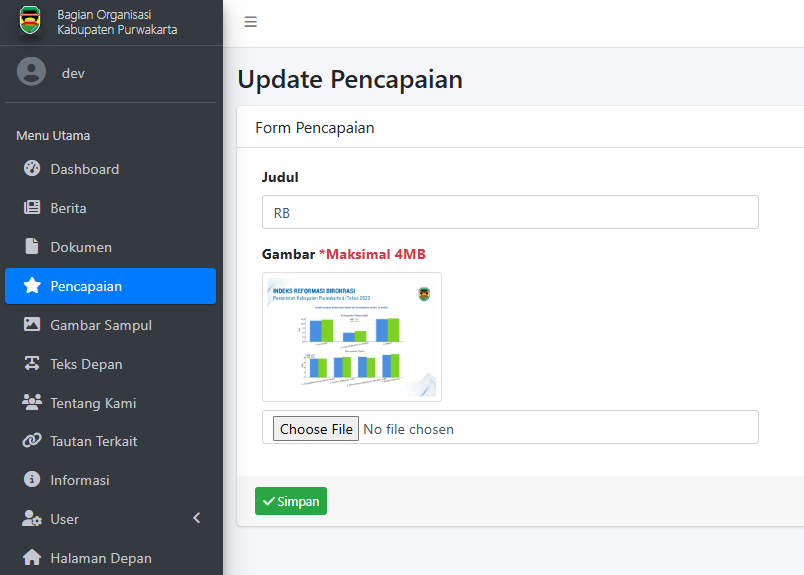 Bagian Organisasi
Kabupaten Purwakarta
dev
Menu Utama
Dashboard
Berita
Dokumen
Pencapaian
Gambar Sampul
Teks Depan
Tentang Kami
Tautan Terkait
Informasi
User
Halaman Depan
Update Pencapaian
Form Pencapaian
Judul
RB
Gambar *Maksimal 4MB
INDEKS REFORMASI BIROKRASI
Pemerintah Kabupaten Purwakarta di Tahun 2022
Choose File No file chosen
Simpan